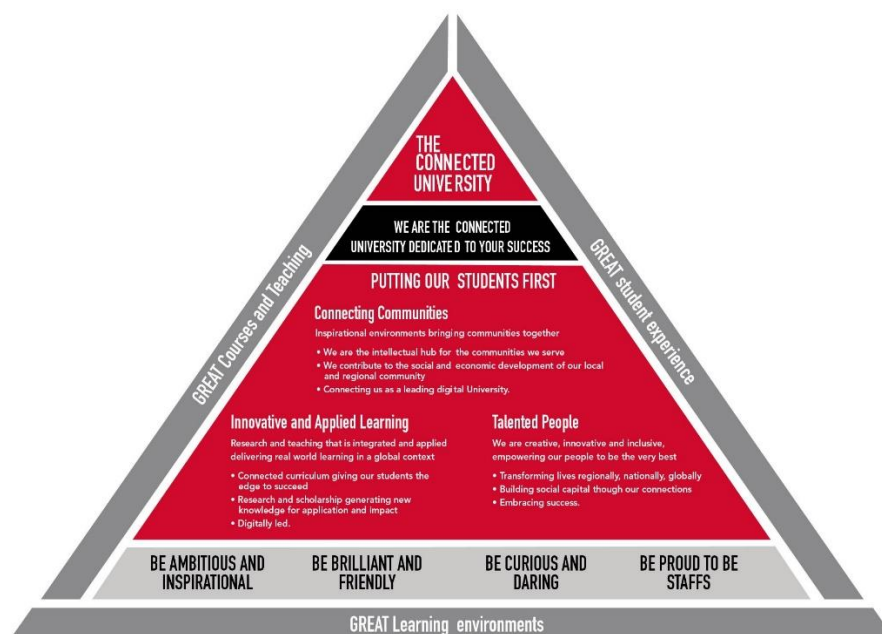 THE
CONNECTED
UNIVERSITY
WE ARE THE CONNECTED
UNIVERSITY DEDICATED TO YOUR SUCCESS
PUTTING OUR STUDENTS FIRST
Connecting Communities
Inspirational environments bringing communities together
• We are the intellectual hub for the communities we serve
• We contribute to the social and economic development of our local
and regional community
• Connecting us as a leading digital University.
Innovative and Applied Learning
Research and teaching that is integrated and applied
delivering real world learning in a global context
• Connected curriculum giving our students the
edge to succeed
• Research and scholarship generating new
knowledge for application and impact
• Digitally led.
Talented People
We are creative, innovative and inclusive,
empowering our people to be the very best
• Transforming lives regionally, nationally, globally
• Building social capital though our connections
• Embracing success.
BE AMBITIOUS AND
INSPIRATIONAL
BE BRILLIANT AND
FRIENDLY
BE CURIOUS AND
DARING
BE PROUD TO BE
STAFFS
GREAT Courses and Teaching
GREAT student experience
GREAT Learning environments